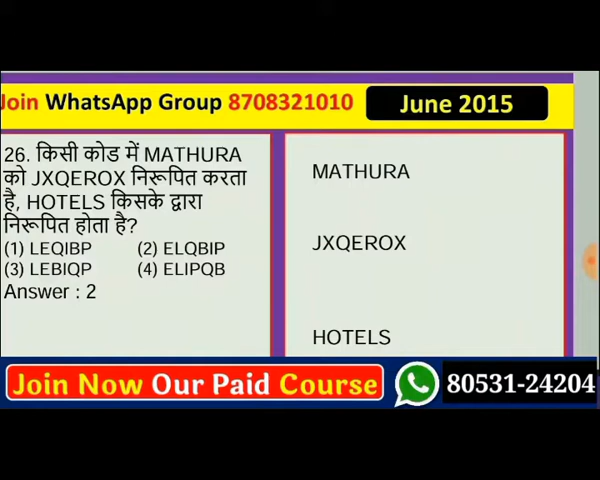 Join WhatsApp Group 8708321010
June 2015
26. किसी कोड में MATHURA
को JXQEROX निरूपित करता
है, HOTELS किसके द्वारा
निरूपित होता है?
(1) LEQIBP (2) ELQBIP
(3) LEBIQP (4) ELIPQB
Answer : 2
MATHURA
JXQEROX
HOTELS
Join Now Our Paid Course
80531-24204